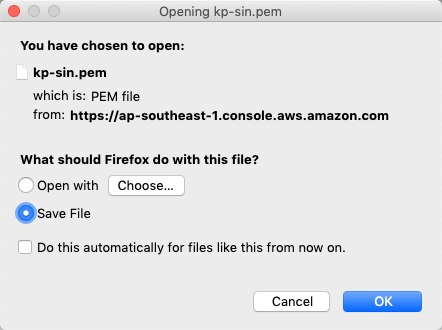 Opening kp-sin.pem
You have chosen to open:
kp-sin.pem
which is: PEM file
from: https://ap-southeast-1.console.aws.amazon.com
What should Firefox do with this file?
Open with Choose...
Save File
Do this automatically for files like this from now on.
Cancel OK